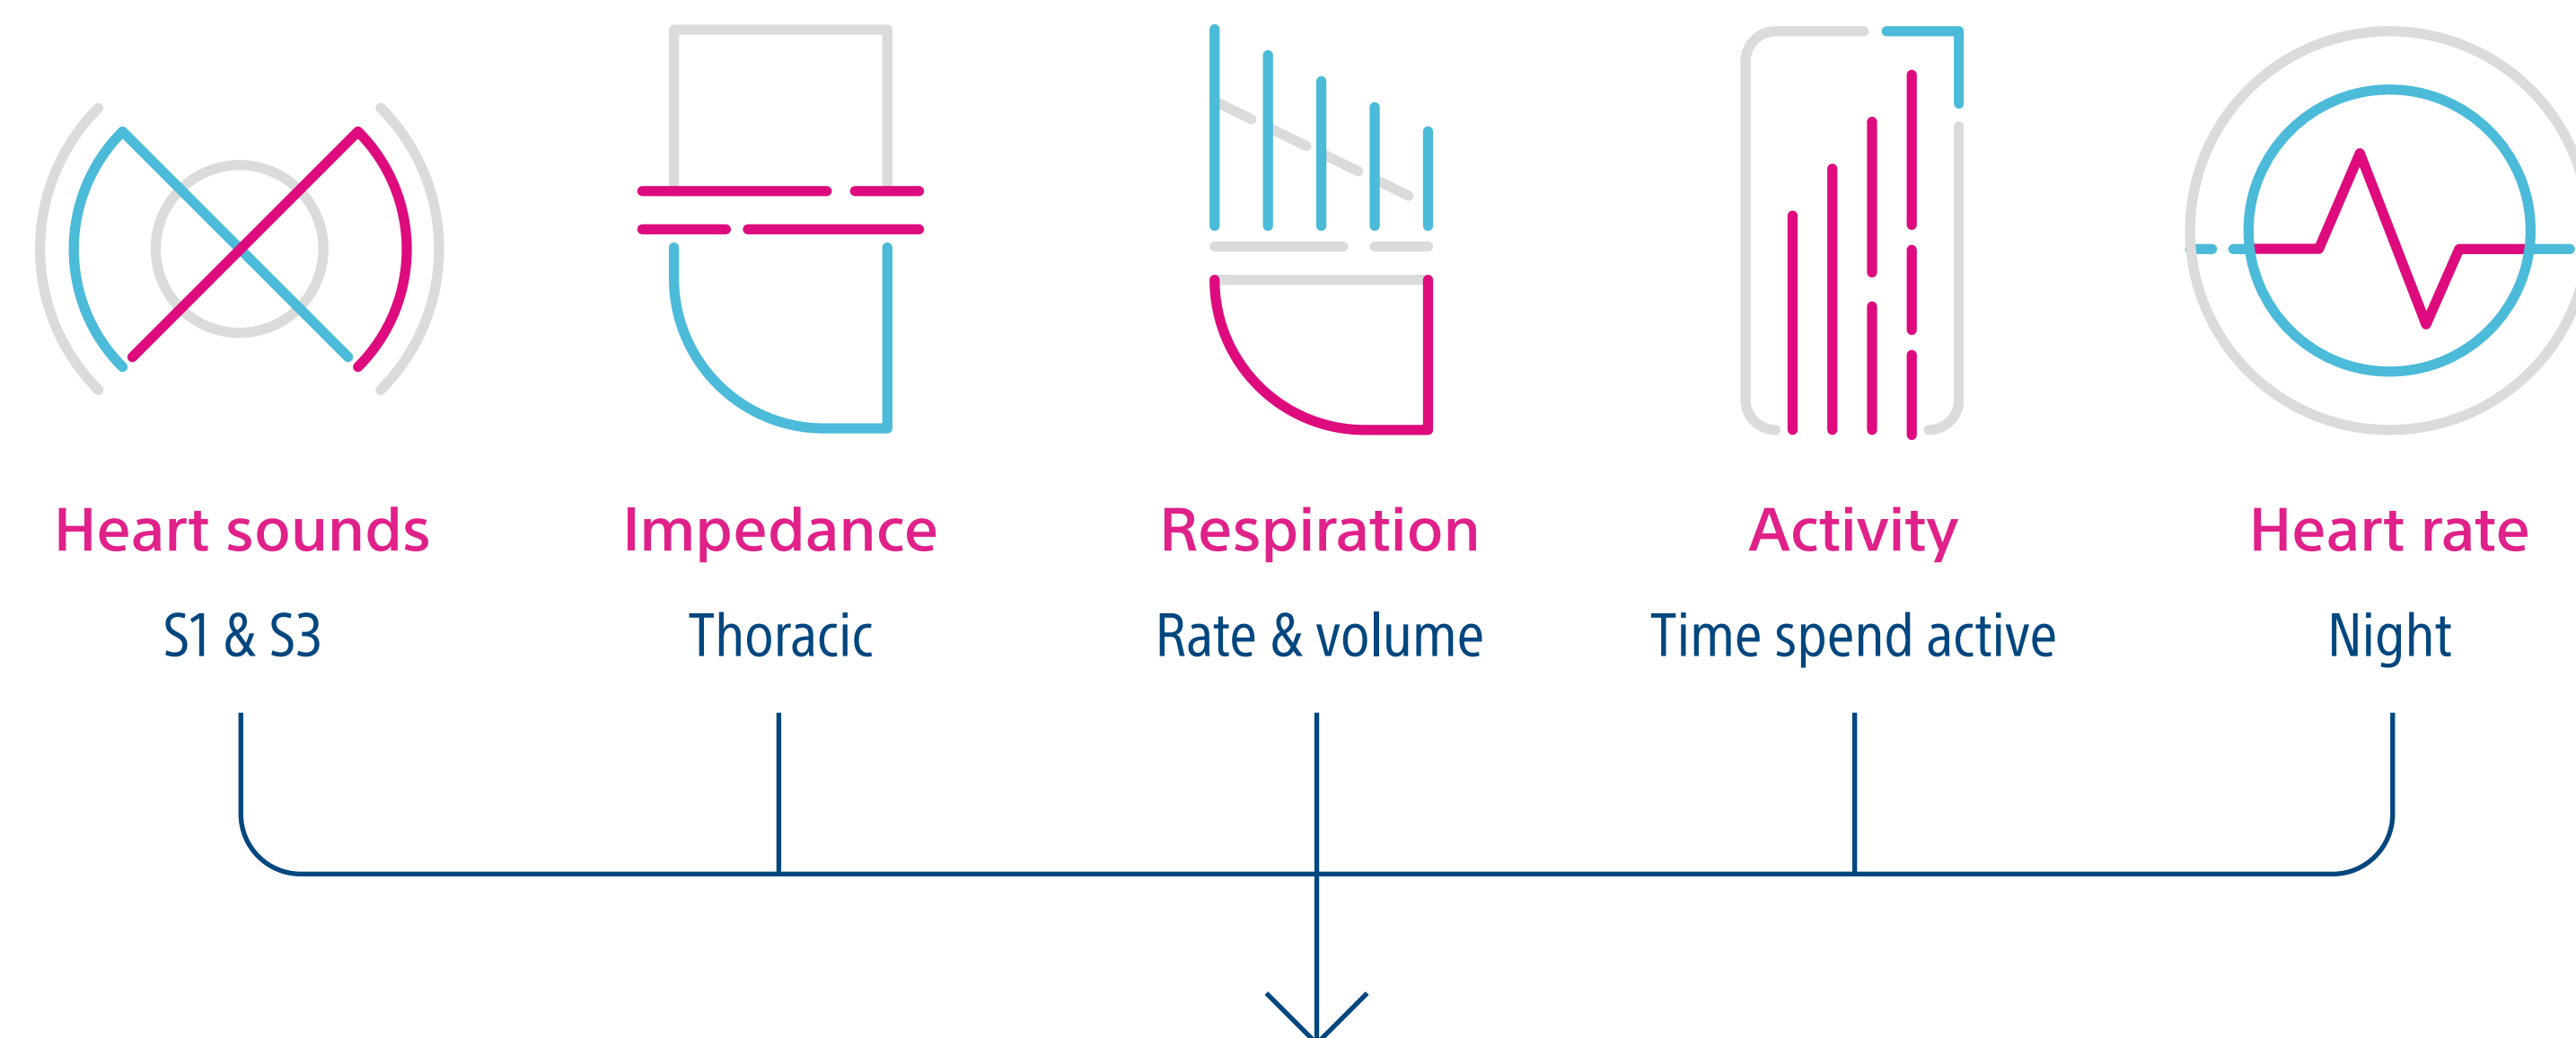 Heart sounds
Impedance
Respiration
Activity
Heart rate
S1 & S3
Thoracic
Rate & volume
Time spend active
Night